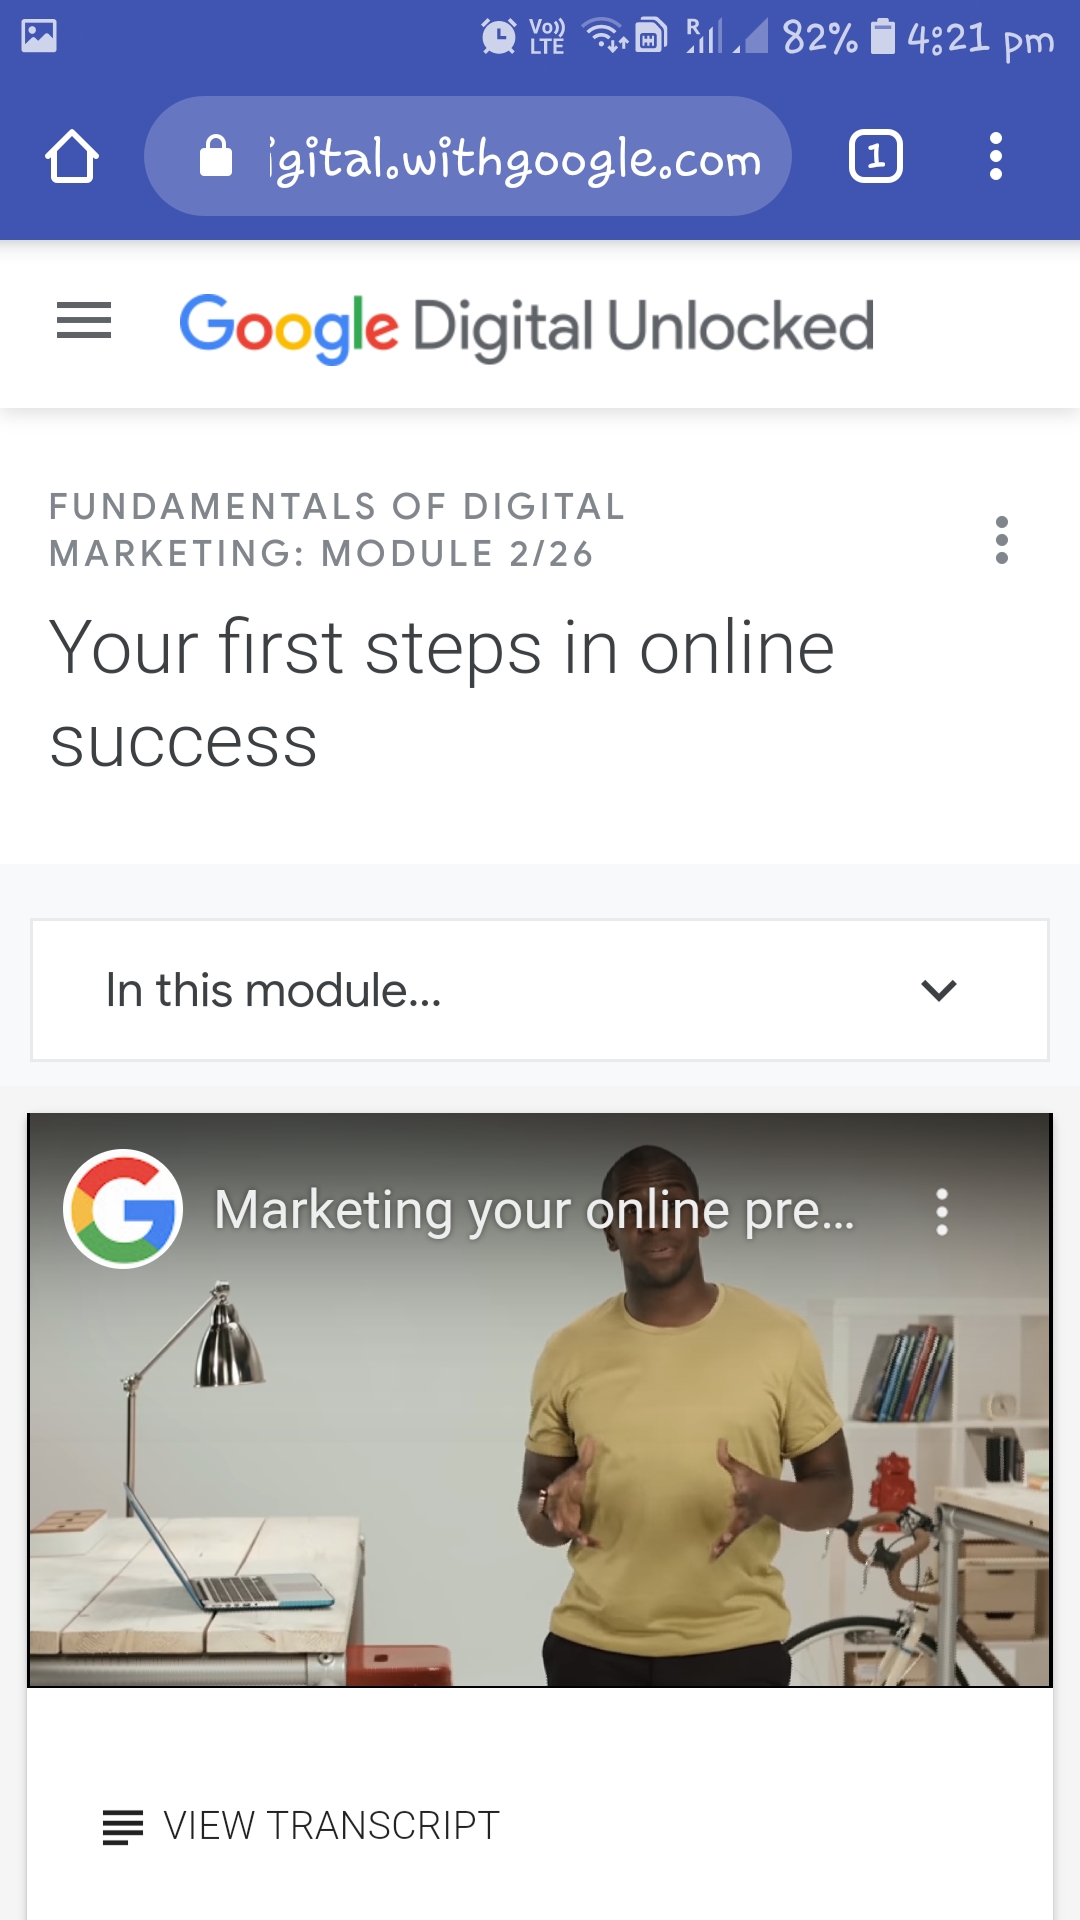 Vo)) LTE R 82% 4:21 pm
igital.withgoogle.com 1
Google Digital Unlocked
FUNDAMENTALS OF DIGITAL
MARKETING: MODULE 2/26
Your first steps in online
success
In this module...
G Marketing your online pre...
VIEW TRANSCRIPT